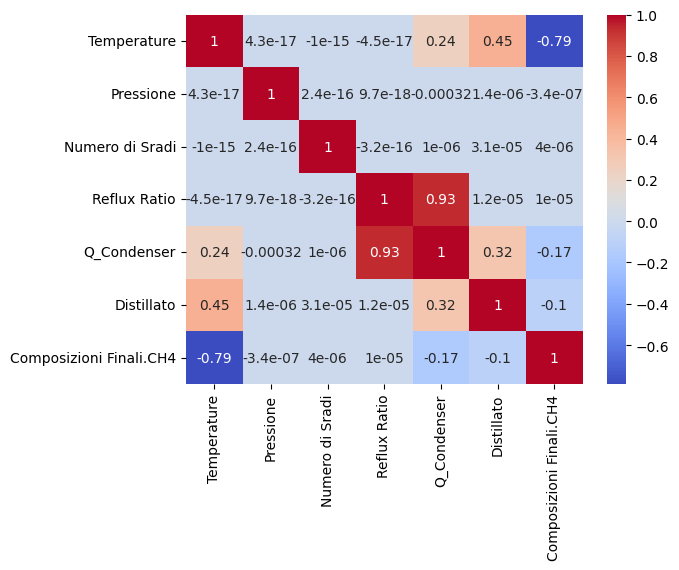 Temperature 1 4.3e-17 -1e-15 -4.5e-17 0.24 0.45 -0.79
Pressione 4.3e-17 1 2.4e-16 9.7e-18 -0.00032 1.4e-06 -3.4e-07
Numero di Sradi -1e-15 2.4e-16 1 -3.2e-16 1e-06 3.1e-05 4e-06
Reflux Ratio -4.5e-17 9.7e-18 -3.2e-16 1 0.93 1.2e-05 1e-05
Q_Condenser 0.24 -0.00032 1e-06 0.93 1 0.32 -0.17
Distillato 0.45 1.4e-06 3.1e-05 1.2e-05 0.32 1 -0.1
Composizioni Finali.CH4 -0.79 -3.4e-07 4e-06 1e-05 -0.17 -0.1 1
Temperature
Pressione
Numero di Sradi
Reflux Ratio
Q_Condenser
Distillato
Composizioni Finali.CH4
1.0
0.8
0.6
0.4
0.2
0.0
-0.2
-0.4
-0.6